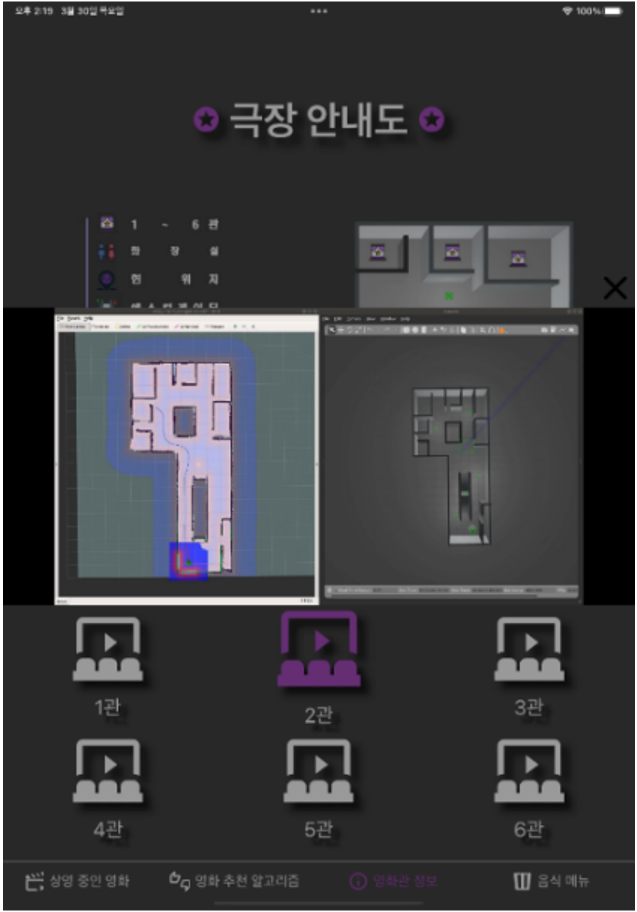 오후 2:19 3월 30일 목요일
100%
극장 안내도
1 ~ 6 관
화 장 실
현 위 치
1관
2관
3관
4관
5관
6관
상영 중인 영화
영화 추천 알고리즘
영화관 정보
음식 메뉴